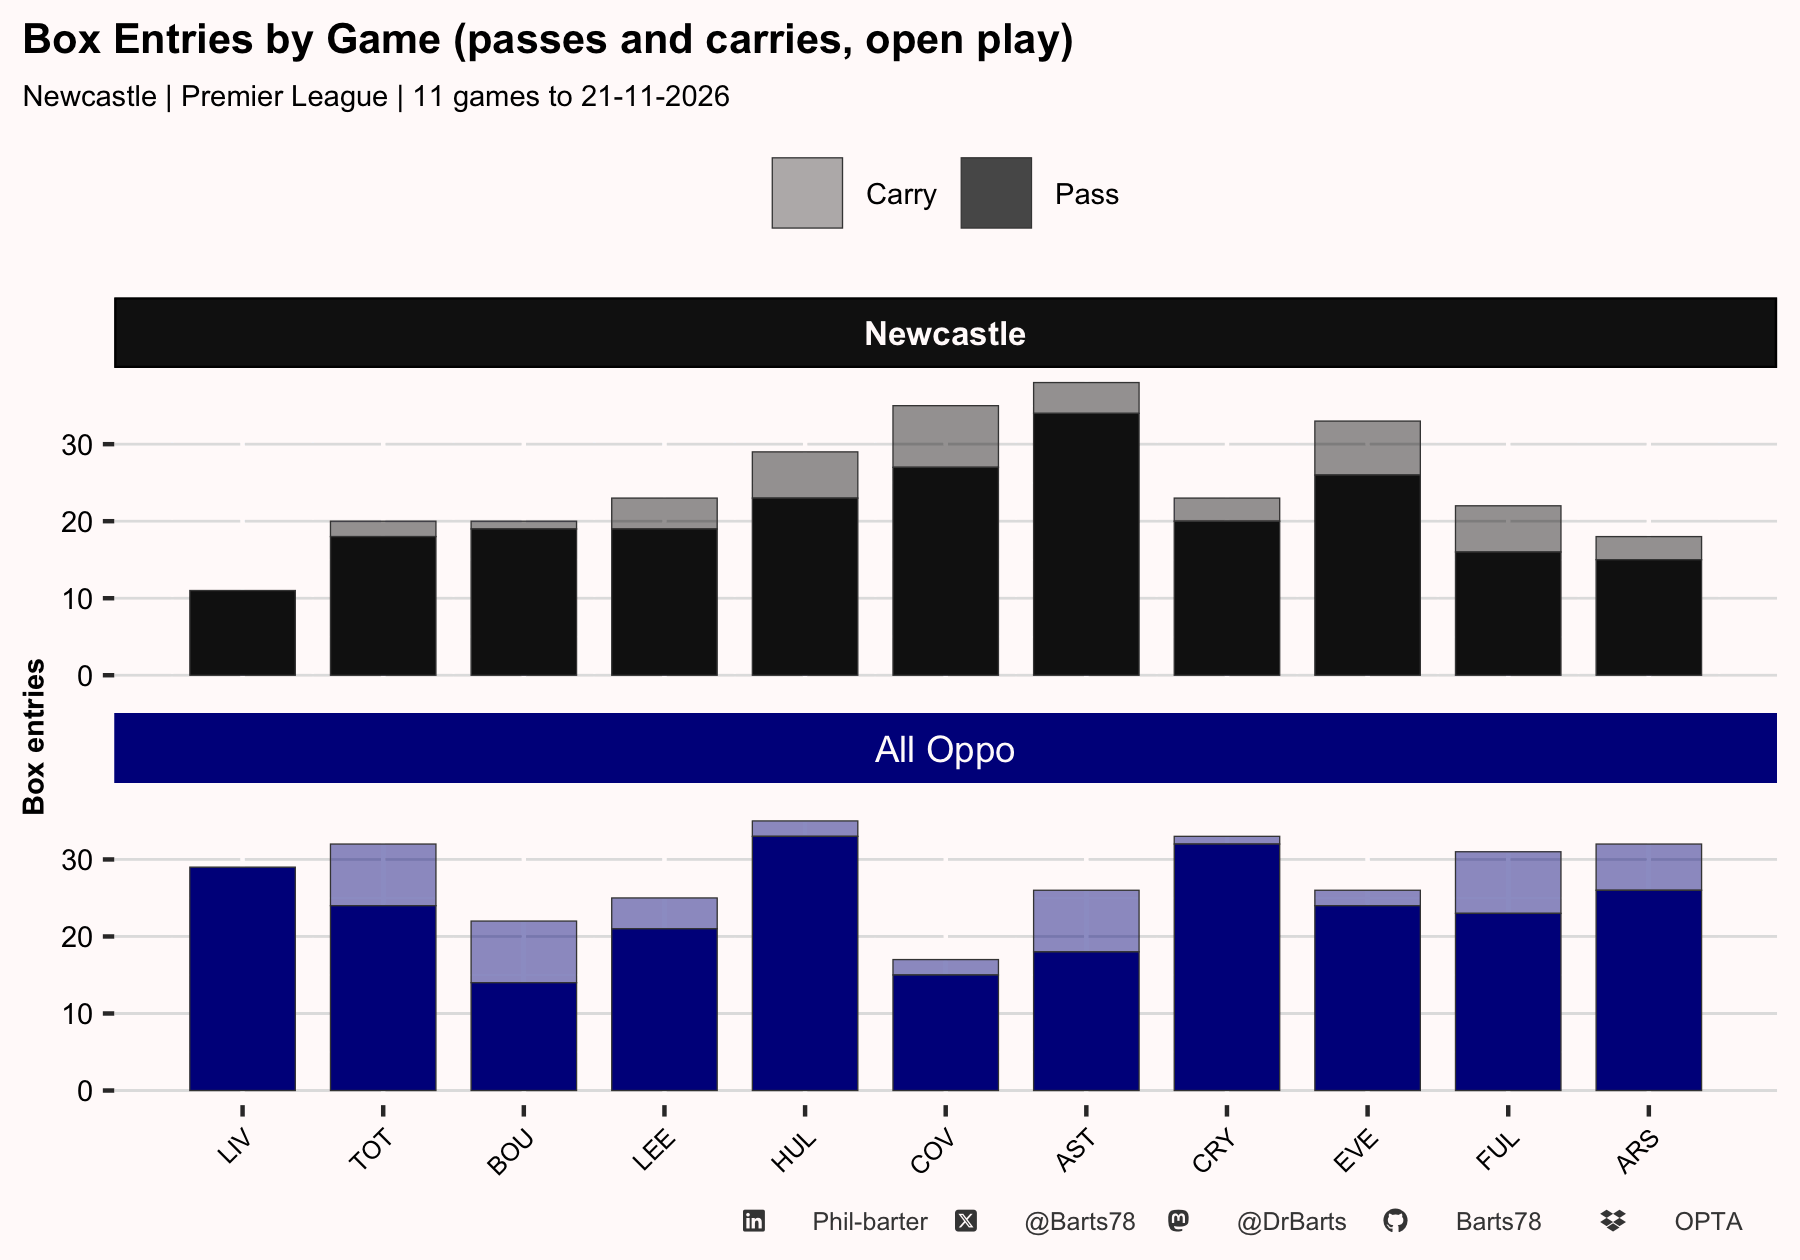 Box Entries by Game (passes and carries, open play)
Newcastle | Premier League | 11 games to 21-11-2026
Carry Pass
Newcastle
30
20
10
0
Box entries
All Oppo
30
20
10
0
LIV TOT BOU LEE HUL COV AST CRY EVE FUL ARS
Phil-barter @Barts78 @DrBarts Barts78 OPTA